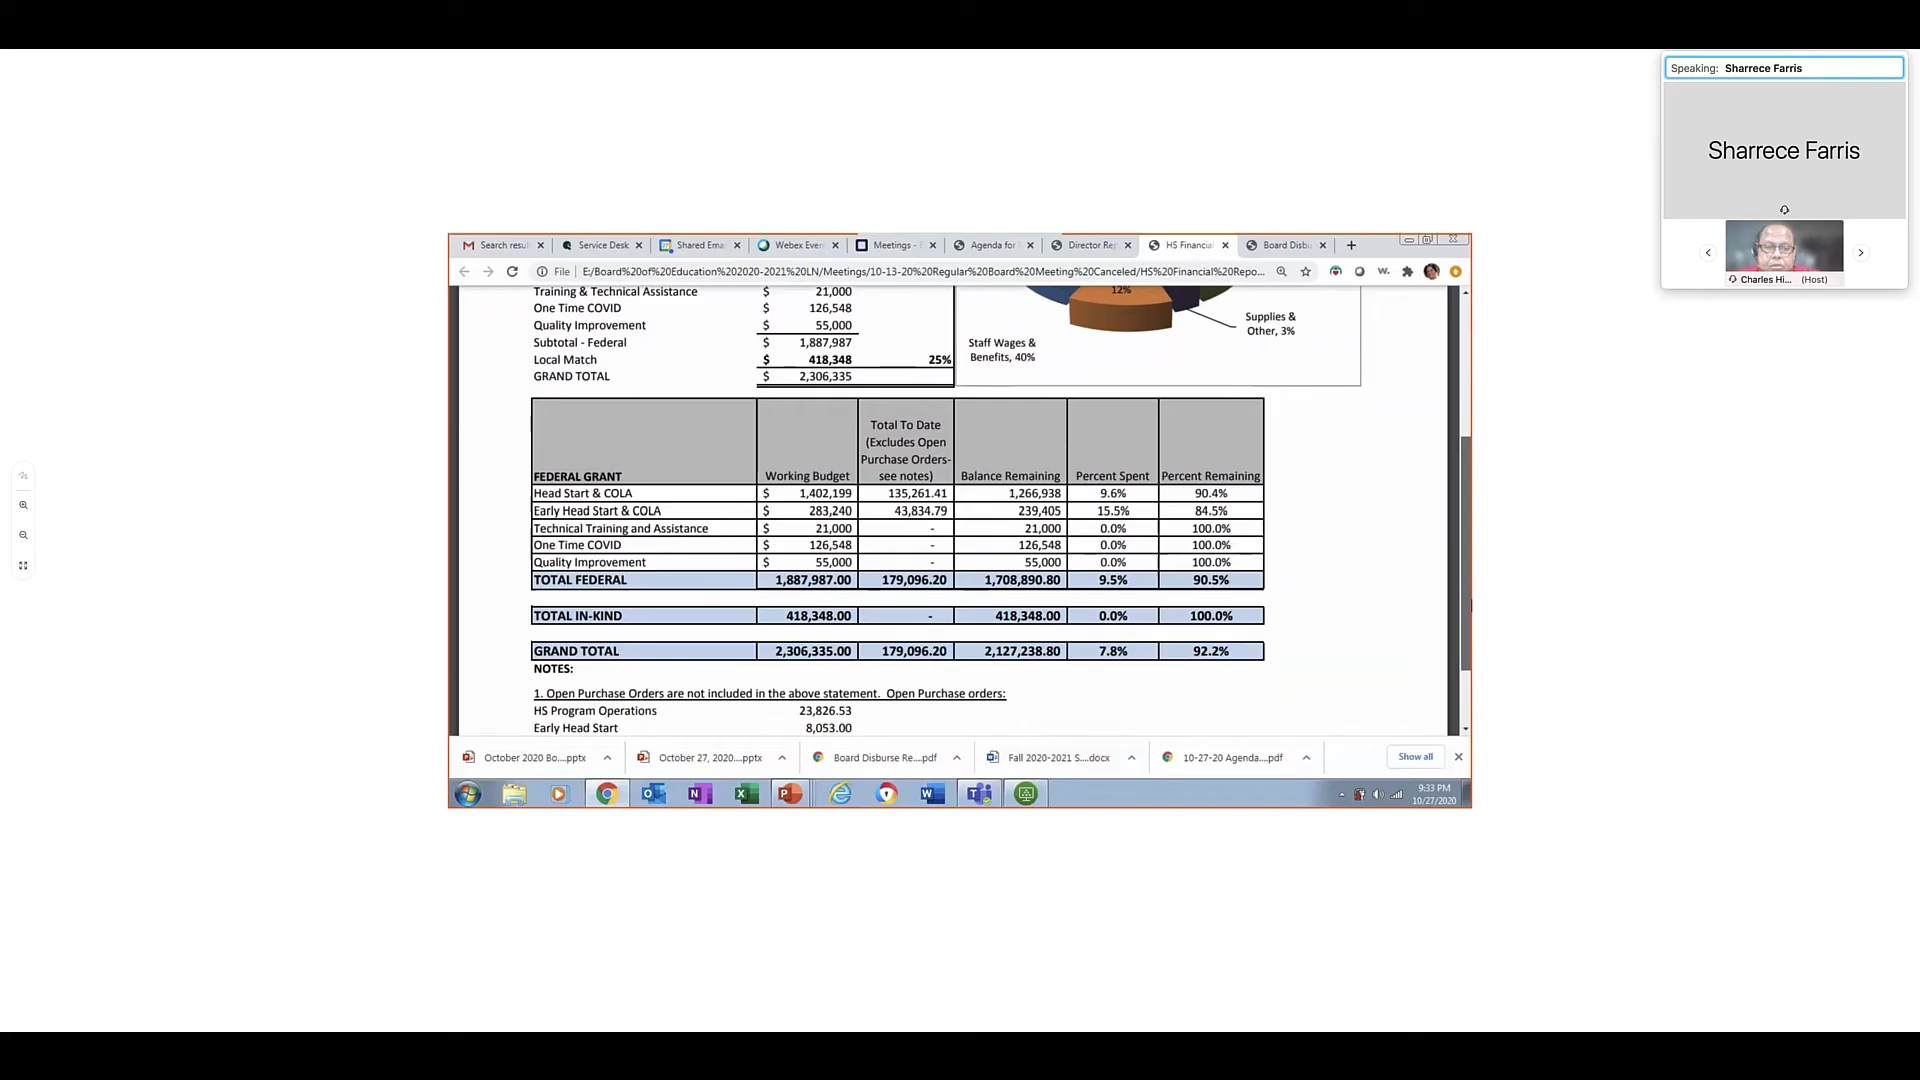 Speaking: Sharrece Farris
Sharrece Farris
Charles Hi... (Host)
Search resul
Service Desk
Shared Ema
Webex Even
Meetings -
Agenda for
Director Rep
HS Financial
Board Disbu
File E:/Board%20of%20Education%202020-2021%20LN/Meetings/10-13-20%20Regular%20Board%20Meeting%20Canceled/HS%20Financial%20Repo...
Training & Technical Assistance $ 21,000
One Time COVID $ 126,548
Quality Improvement $ 55,000
Subtotal - Federal $ 1,887,987
Local Match $ 418,348 25%
GRAND TOTAL $ 2,306,335
12%
Supplies &
Other, 3%
Staff Wages &
Benefits, 40%
Total To Date
(Excludes Open
Purchase Orders-
FEDERAL GRANT Working Budget see notes) Balance Remaining Percent Spent Percent Remaining
Head Start & COLA $ 1,402,199 135,261.41 1,266,938 9.6% 90.4%
Early Head Start & COLA $ 283,240 43,834.79 239,405 15.5% 84.5%
Technical Training and Assistance $ 21,000 - 21,000 0.0% 100.0%
One Time COVID $ 126,548 - 126,548 0.0% 100.0%
Quality Improvement $ 55,000 - 55,000 0.0% 100.0%
TOTAL FEDERAL 1,887,987.00 179,096.20 1,708,890.80 9.5% 90.5%
TOTAL IN-KIND 418,348.00 - 418,348.00 0.0% 100.0%
GRAND TOTAL 2,306,335.00 179,096.20 2,127,238.80 7.8% 92.2%
NOTES:
1. Open Purchase Orders are not included in the above statement. Open Purchase orders:
HS Program Operations 23,826.53
Early Head Start 8,053.00
October 2020 Bo....pptx
October 27, 2020....pptx
Board Disburse Re....pdf
Fall 2020-2021 S....docx
10-27-20 Agenda....pdf
Show all
9:33 PM
10/27/2020